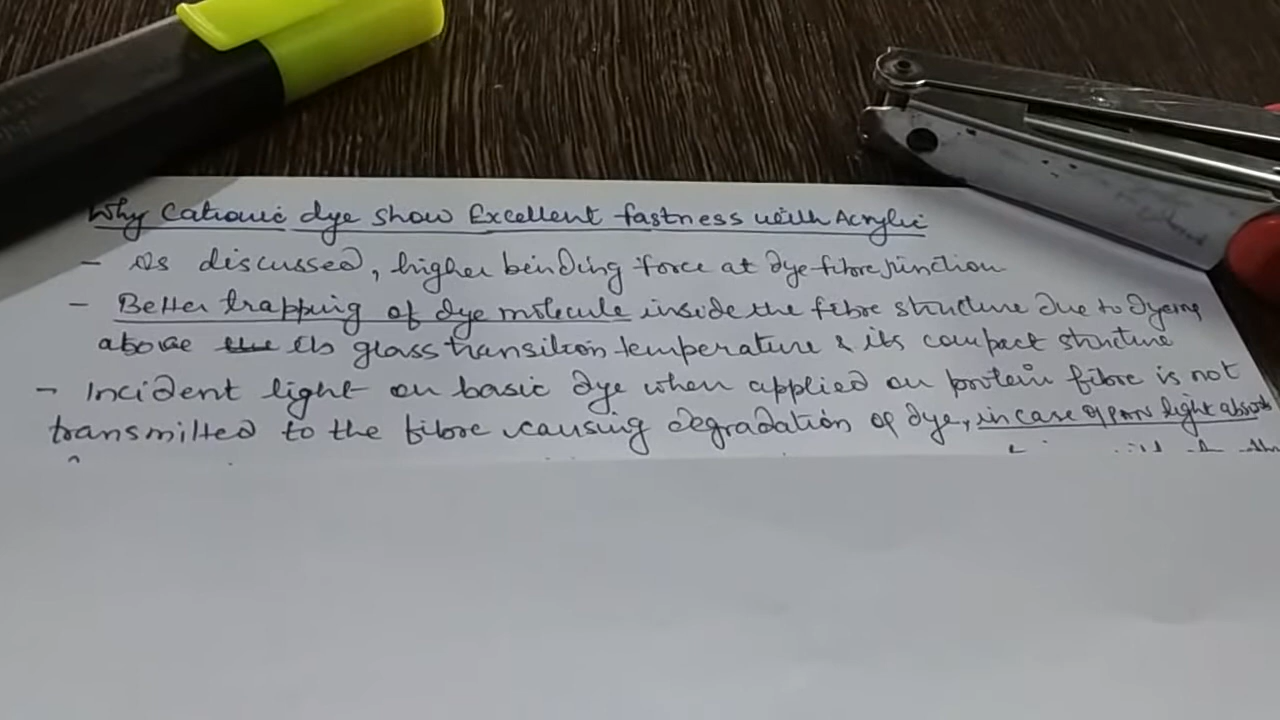 Why Cationic dye show Excellent fastness with Acrylic
- As discussed, higher beinding force at dye-fibre junction
- Better trapping of dye molecule inside the fibre structure due to dyeing
above its glass transition temperature & its compact structure
- Incident light on basic dye when applied on protein fibre is not
transmitted to the fibre causing degradation of dye, in case of PAN light absorb